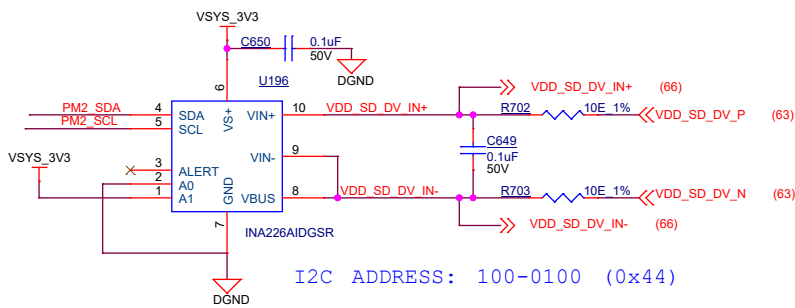 VSYS_3V3
C650
0.1uF
50V
DGND
U196
6
PM2_SDA
4
SDA
VS+
VIN+
10
VDD_SD_DV_IN+
VDD_SD_DV_IN+
(66)
PM2_SCL
5
SCL
R702
10E_1%
VDD_SD_DV_P
(63)
VSYS_3V3
VIN-
9
C649
0.1uF
50V
3
ALERT
2
A0
1
A1
GND
VBUS
8
VDD_SD_DV_IN-
R703
10E_1%
VDD_SD_DV_N
(63)
7
INA226AIDGSR
VDD_SD_DV_IN-
(66)
I2C ADDRESS: 100-0100 (0x44)
DGND